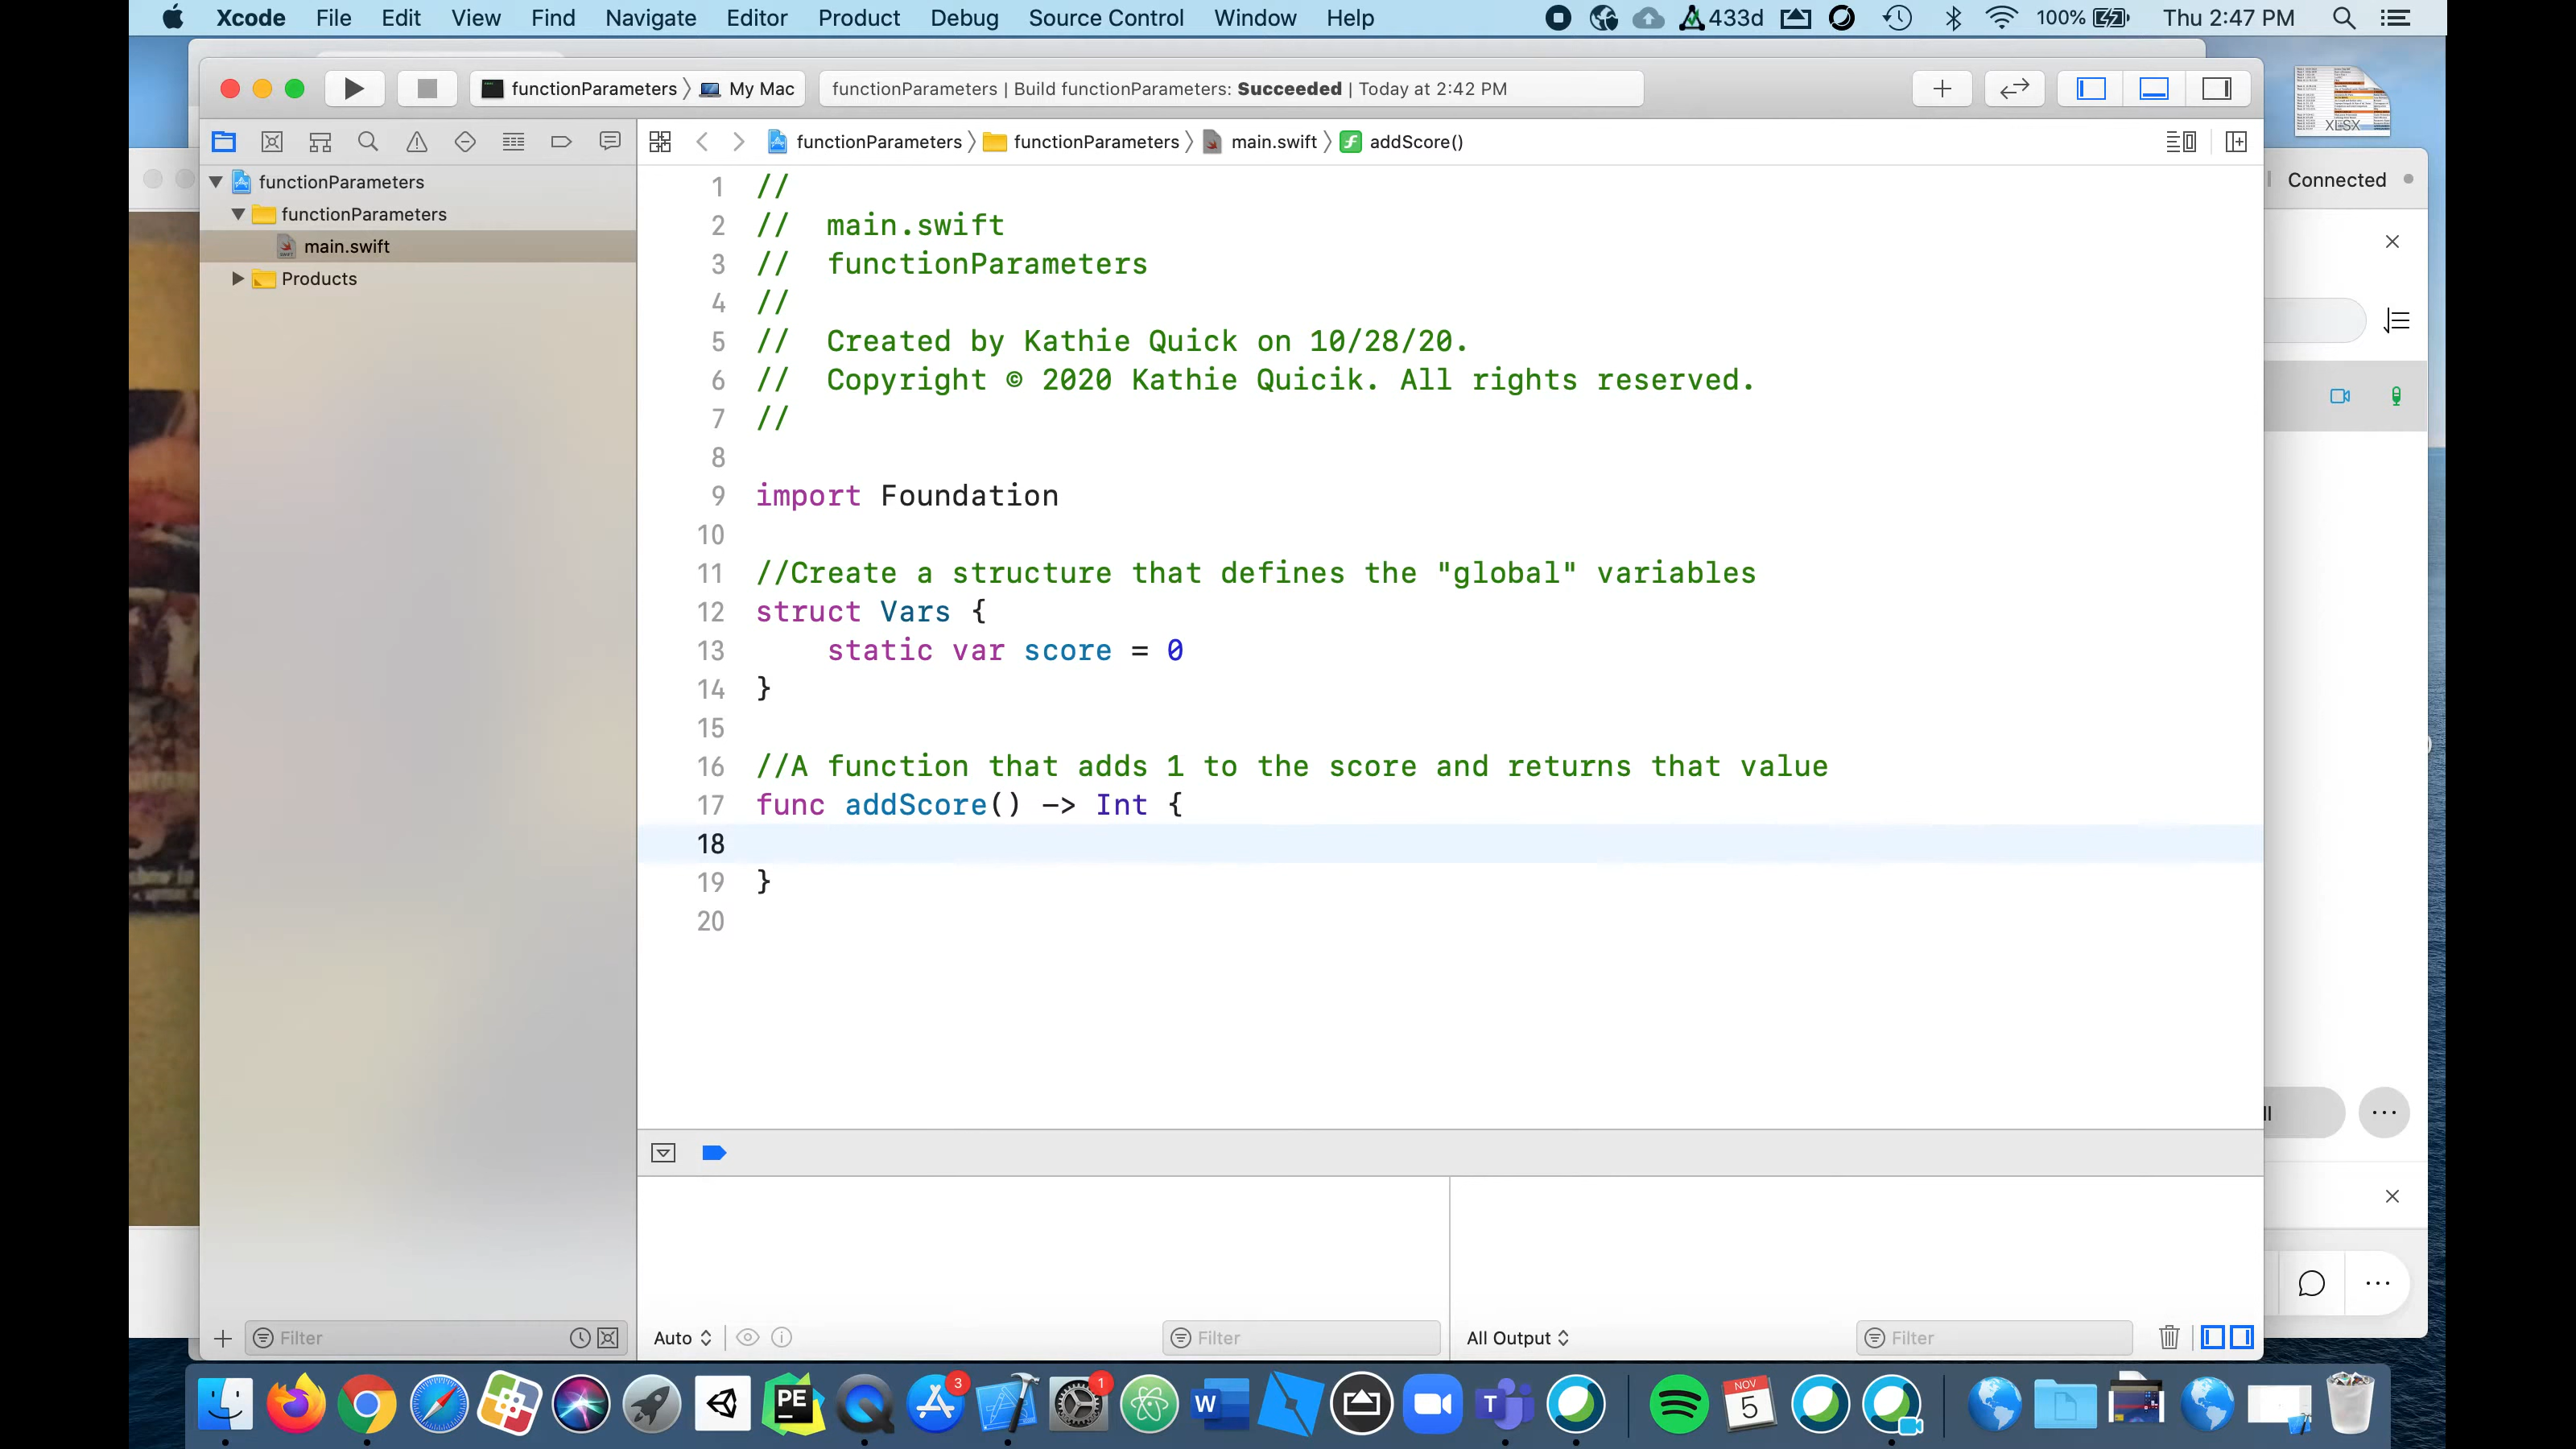 Xcode File Edit View Find Navigate Editor Product Debug Source Control Window Help 433d 100% Thu 2:47 PM
XLSX
functionParameters My Mac functionParameters | Build functionParameters: Succeeded | Today at 2:42 PM
functionParameters functionParameters main.swift addScore()
Connected
functionParameters
functionParameters
main.swift
Products
1 //
2 //  main.swift
3 //  functionParameters
4 //
5 //  Created by Kathie Quick on 10/28/20.
6 //  Copyright © 2020 Kathie Quicik. All rights reserved.
7 //
8
9 import Foundation
10
11 //Create a structure that defines the "global" variables
12 struct Vars {
13     static var score = 0
14 }
15
16 //A function that adds 1 to the score and returns that value
17 func addScore() -> Int {
18
19 }
20
Filter Auto Filter All Output Filter
PE 3 1 W T NOV 5